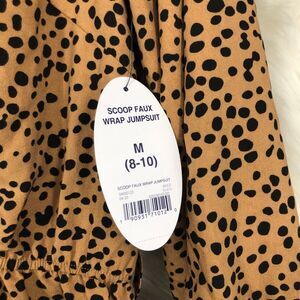 SCOOP FAUX
WRAP JUMPSUIT
M
(8-10)
SCOOP FAUX WRAP JUMPSUIT